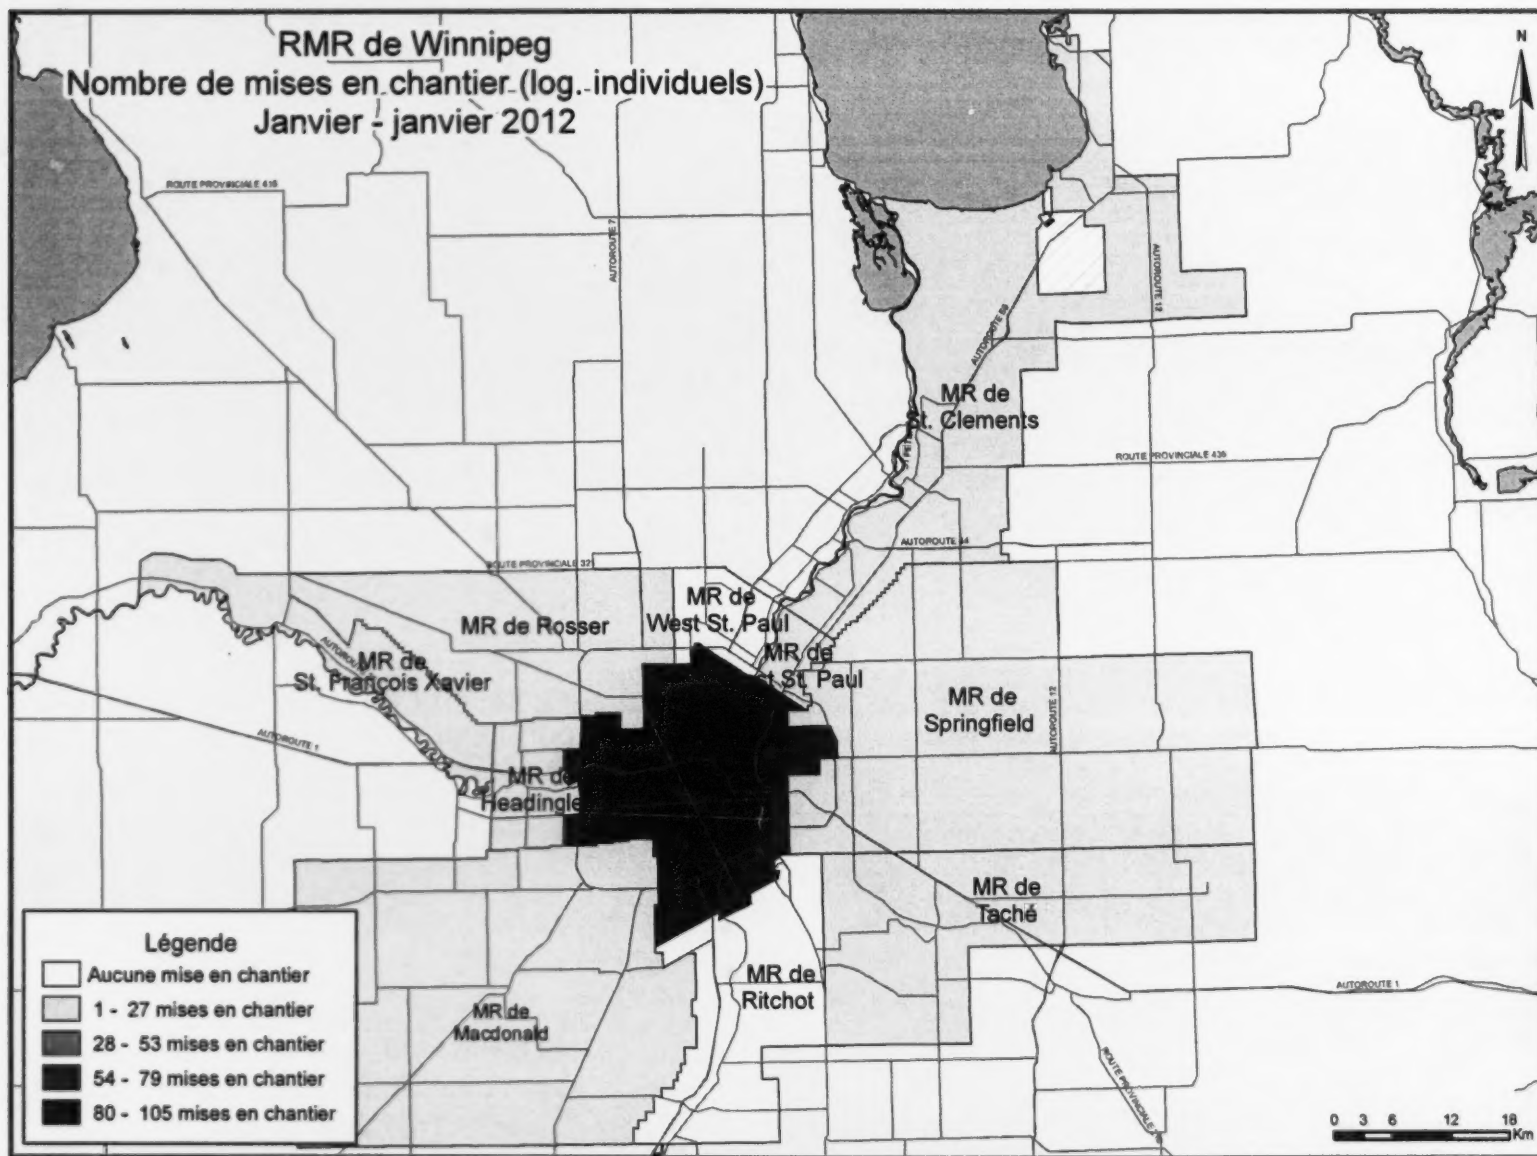 RMR de Winnipeg
Nombre de mises en chantier (log. individuels)
Janvier - janvier 2012
N
ROUTE PROVINCIALE 415
AUTOROUTE 7
AUTOROUTE 12
AUTOROUTE 59
MR de
St. Clements
ROUTE PROVINCIALE 435
AUTOROUTE 44
ROUTE PROVINCIALE 321
MR de
West St. Paul
MR de Rosser
MR de
St. François Xavier
MR de
st St. Paul
MR de
Springfield
AUTOROUTE 12
AUTOROUTE 1
MR de
Headingle
MR de
Taché
MR de
Ritchot
AUTOROUTE 1
MR de
Macdonald
ROUTE PROVINCIALE
Légende
Aucune mise en chantier
1 - 27 mises en chantier
28 - 53 mises en chantier
54 - 79 mises en chantier
80 - 105 mises en chantier
0 3 6 12 18
Km